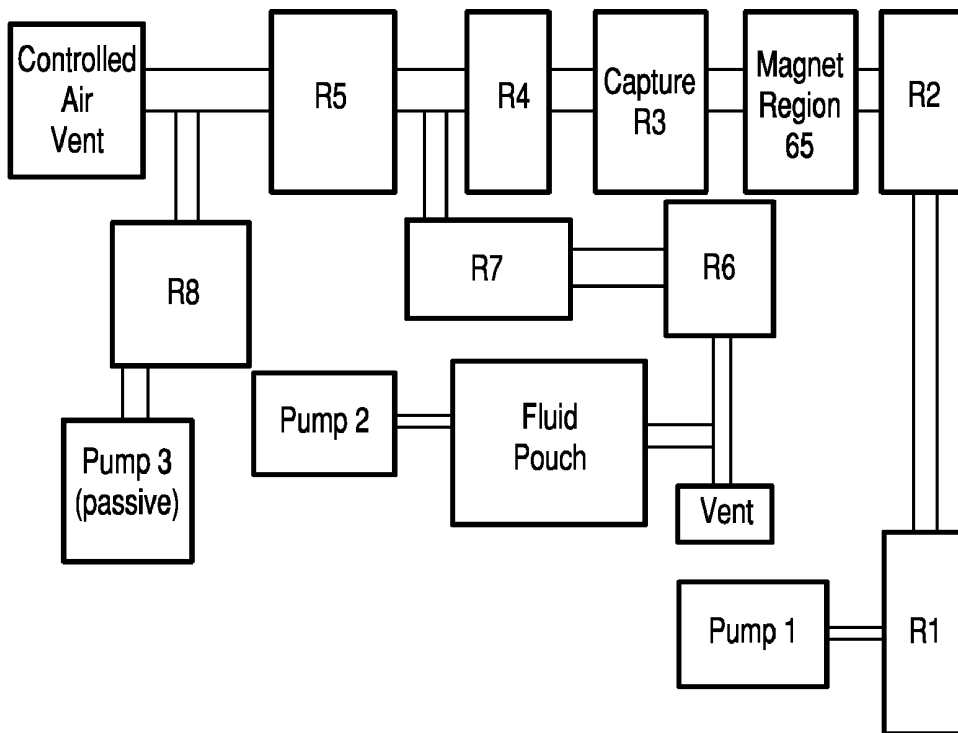 Controlled
Air
Vent
R5
R4
Capture
R3
Magnet
Region
65
R2
R8
R7
R6
Pump 3
(passive)
Pump 2
Fluid
Pouch
Vent
Pump 1
R1